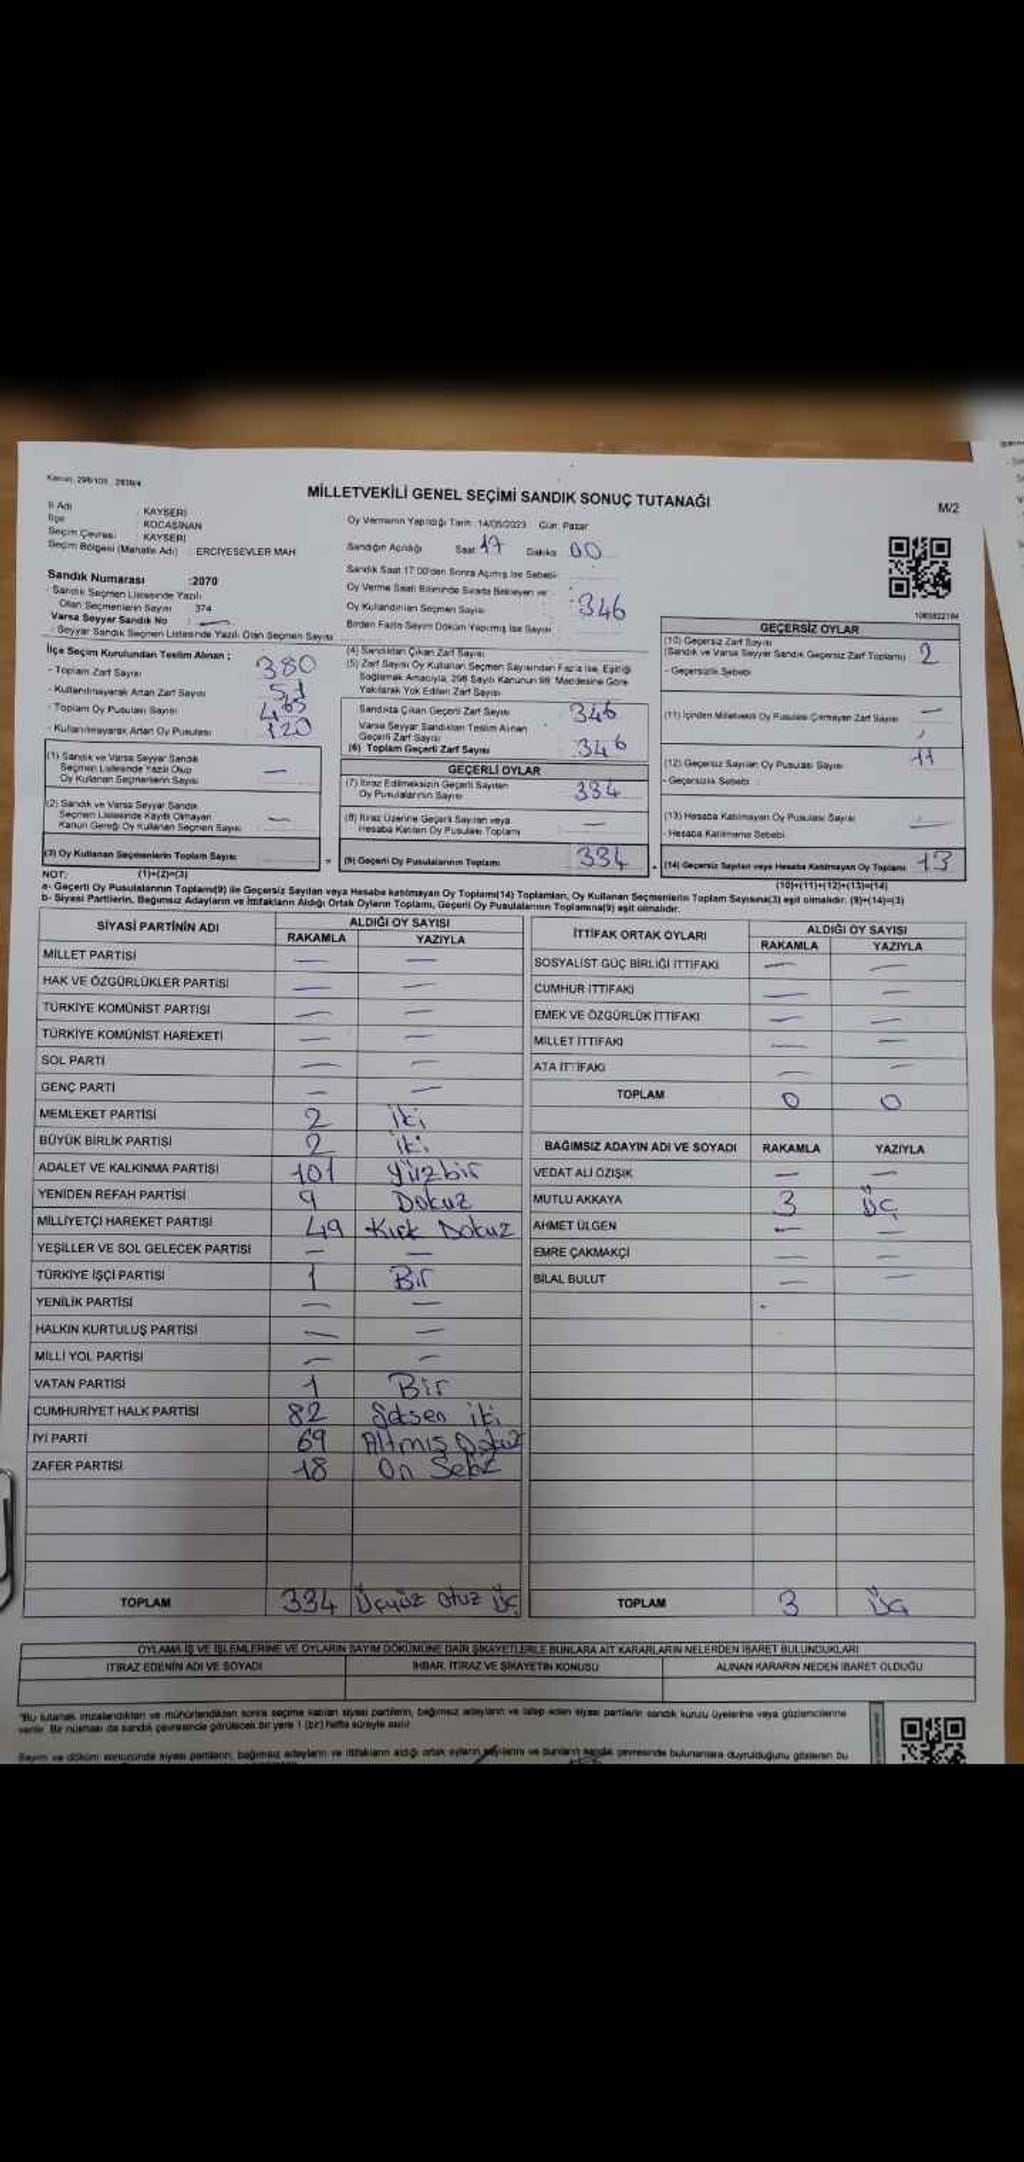 MİLLETVEKİLİ GENEL SEÇİMİ SANDIK SONUÇ TUTANAĞI
M/2
İl Adı KAYSERİ
İlçe KOCASİNAN
Seçim Çevresi KAYSERİ
Seçim Bölgesi (Mahalle Adı) : ERCİYESEVLER MAH
Sandık Numarası :2070
Sandık Seçmen Listesinde Yazılı
Olan Seçmenlerin Sayısı 374
Varsa Seyyar Sandık No : —
Seyyar Sandık Seçmen Listesinde Yazılı Olan Seçmen Sayısı
İlçe Seçim Kurulundan Teslim Alınan ;
- Toplam Zarf Sayısı 380
- Kullanılmayarak Artan Zarf Sayısı
- Toplam Oy Pusulası Sayısı
- Kullanılmayarak Artan Oy Pusulası 120
Oy Vermenin Yapıldığı Tarih: 14/05/2023 Gün: Pazar
Sandığın Açıldığı Saat: 17 Dakika: 00
Sandık Saat 17:00'den Sonra Açılmış İse Sebebi:
Oy Verme Saati Bitiminde Sırada Bekleyen ve
Oy Kullandırılan Seçmen Sayısı : 346
Birden Fazla Sayım Döküm Yapılmış İse Sayısı
(4) Sandıktan Çıkan Zarf Sayısı
(5) Zarf Sayısı Oy Kullanan Seçmen Sayısından Fazla İse, Eşitliği
Sağlamak Amacıyla, 298 Sayılı Kanunun 98. Maddesine Göre
Yakılarak Yok Edilen Zarf Sayısı
Sandıkta Çıkan Geçerli Zarf Sayısı 346
Varsa Seyyar Sandıktan Teslim Alınan
Geçerli Zarf Sayısı
(6) Toplam Geçerli Zarf Sayısı 346
GEÇERLİ OYLAR
(7) İtiraz Edilmeksizin Geçerli Sayılan
Oy Pusulalarının Sayısı 334
(8) İtiraz Üzerine Geçerli Sayılan veya
Hesaba Katılan Oy Pusulası Toplamı —
(9) Geçerli Oy Pusulalarının Toplamı 334
1065822184
GEÇERSİZ OYLAR
(10) Geçersiz Zarf Sayısı
(Sandık ve Varsa Seyyar Sandık Geçersiz Zarf Toplamı) 2
- Geçersizlik Sebebi
(11) İçinden Milletvekili Oy Pusulası Çıkmayan Zarf Sayısı —
(12) Geçersiz Sayılan Oy Pusulası Sayısı 11
- Geçersizlik Sebebi :
(13) Hesaba Katılmayan Oy Pusulası Sayısı —
- Hesaba Katılmama Sebebi
(14) Geçersiz Sayılan veya Hesaba Katılmayan Oy Toplamı 13
(10)+(11)+(12)+(13)=(14)
(1) Sandık ve Varsa Seyyar Sandık
Seçmen Listesinde Yazılı Olup
Oy Kullanan Seçmenlerin Sayısı —
(2) Sandık ve Varsa Seyyar Sandık
Seçmen Listesinde Kayıtlı Olmayan
Kanun Gereği Oy Kullanan Seçmen Sayısı —
(3) Oy Kullanan Seçmenlerin Toplam Sayısı
NOT: (1)+(2)=(3)
a- Geçerli Oy Pusulalarının Toplamı(9) ile Geçersiz Sayılan veya Hesaba katılmayan Oy Toplamı(14) Toplamları, Oy Kullanan Seçmenlerin Toplam Sayısına(3) eşit olmalıdır. (9)+(14)=(3)
b- Siyasi Partilerin, Bağımsız Adayların ve İttifakların Aldığı Ortak Oyların Toplamı, Geçerli Oy Pusulalarının Toplamına(9) eşit olmalıdır.
SİYASİ PARTİNİN ADI ALDIĞI OY SAYISI
RAKAMLA YAZIYLA
MİLLET PARTİSİ — —
HAK VE ÖZGÜRLÜKLER PARTİSİ — —
TÜRKİYE KOMÜNİST PARTİSİ — —
TÜRKİYE KOMÜNİST HAREKETİ — —
SOL PARTİ — —
GENÇ PARTİ — —
MEMLEKET PARTİSİ 2 iki
BÜYÜK BİRLİK PARTİSİ 2 iki
ADALET VE KALKINMA PARTİSİ 101 Yüzbir
YENİDEN REFAH PARTİSİ 9 Dokuz
MİLLİYETÇİ HAREKET PARTİSİ 49 Kırk Dokuz
YEŞİLLER VE SOL GELECEK PARTİSİ — —
TÜRKİYE İŞÇİ PARTİSİ 1 Bir
YENİLİK PARTİSİ — —
HALKIN KURTULUŞ PARTİSİ — —
MİLLİ YOL PARTİSİ — —
VATAN PARTİSİ 1 Bir
CUMHURİYET HALK PARTİSİ 82 Seksen iki
İYİ PARTİ 69 Altmış Dokuz
ZAFER PARTİSİ 18 On Sekiz
TOPLAM 334 Üçyüz otuz üç
İTTİFAK ORTAK OYLARI ALDIĞI OY SAYISI
RAKAMLA YAZIYLA
SOSYALİST GÜÇ BİRLİĞİ İTTİFAKI — —
CUMHUR İTTİFAKI — —
EMEK VE ÖZGÜRLÜK İTTİFAKI — —
MİLLET İTTİFAKI — —
ATA İTTİFAKI — —
TOPLAM 0 0
BAĞIMSIZ ADAYIN ADI VE SOYADI RAKAMLA YAZIYLA
VEDAT ALİ ÖZIŞIK — —
MUTLU AKKAYA 3 Üç
AHMET ÜLGEN — —
EMRE ÇAKMAKÇI — —
BİLAL BULUT — —
TOPLAM 3 Üç
OYLAMA İŞ VE İŞLEMLERİNE VE OYLARIN SAYIM DÖKÜMÜNE DAİR ŞİKAYETLERLE BUNLARA AİT KARARLARIN NELERDEN İBARET BULUNDUKLARI
İTİRAZ EDENİN ADI VE SOYADI İHBAR, İTİRAZ VE ŞİKAYETİN KONUSU ALINAN KARARIN NEDEN İBARET OLDUĞU
"Bu tutanak imzalandıktan ve mühürlendikten sonra seçime katılan siyasi partilerin, bağımsız adayların ve talep eden siyasi partilerin sandık kurulu üyelerine veya gözlemcilerine
verilir. Bir nüshası da sandık çevresinde görülecek bir yere 1 (bir) hafta süreyle asılır.
Sayım ve döküm sonucunda siyasi partilerin, bağımsız adayların ve ittifakların aldığı ortak oyların sayılarını ve bunların sandık çevresinde bulunanlara duyrulduğunu gösteren bu